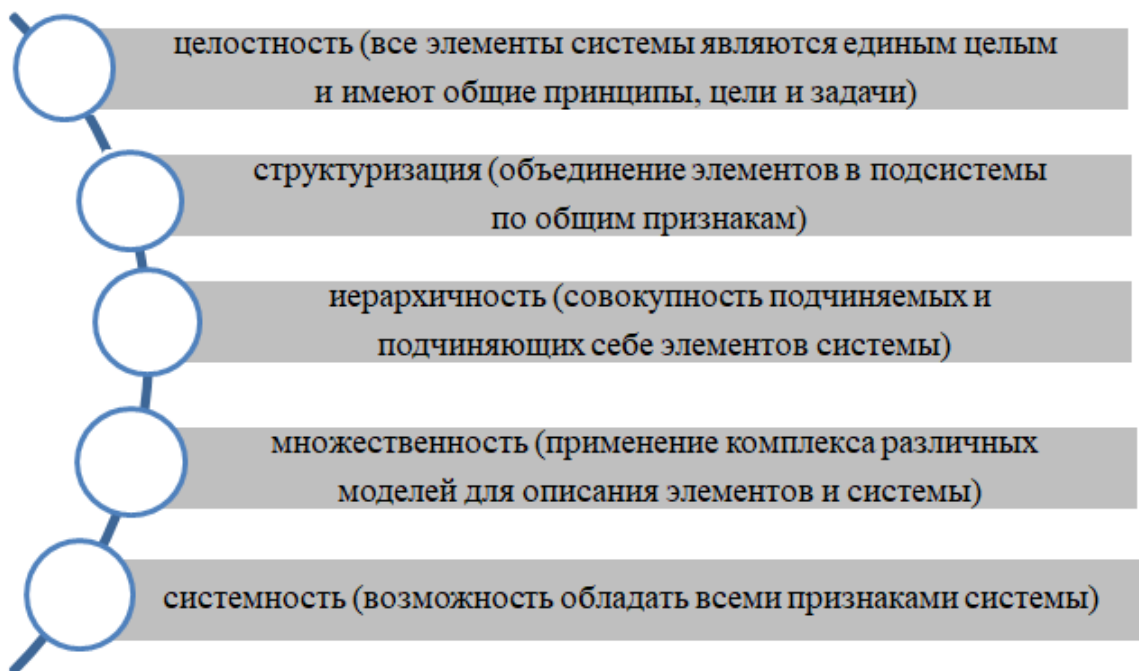 целостность (все элементы системы являются единым целым
и имеют общие принципы, цели и задачи)
структуризация (объединение элементов в подсистемы
по общим признакам)
иерархичность (совокупность подчиняемых и
подчиняющих себе элементов системы)
множественность (применение комплекса различных
моделей для описания элементов и системы)
системность (возможность обладать всеми признаками системы)